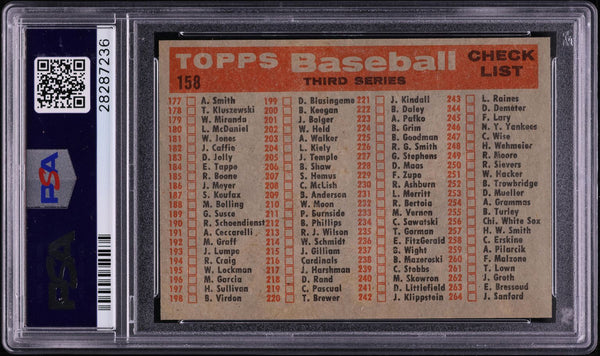 28287236
PSA
PSA
TOPPS Baseball CHECK LIST
158
THIRD SERIES
177 A. Smith
178 T. Kluszewski
179 W. Miranda
180 L. McDaniel
181 W. Jones
182 J. Caffie
183 D. Jolly
184 E. Tappe
185 R. Boone
186 J. Meyer
187 S. Koufax
188 M. Bolling
189 G. Susce
190 R. Schoendienst
191 A. Ceccarelli
192 M. Graff
193 J. Lumpe
194 R. Craig
195 W. Lockman
196 M. Garcia
197 H. Sullivan
198 B. Virdon
199 D. Blasingame
200 B. Keegan
201 J. Bolger
202 W. Held
203 A. Walker
204 L. Kiely
205 J. Temple
206 B. Shaw
207 S. Hemus
208 C. McLish
209 B. Anderson
210 W. Moon
211 P. Burnside
212 B. Phillips
213 R. J. Wilson
214 W. Schmidt
215 J. Gilliam
216 Cardinals
217 J. Harshman
218 D. Rand
219 C. Pascual
220 T. Brewer
221 J. Kindall
222 B. Daley
223 A. Pafko
224 B. Grim
225 W. Goodman
226 R. G. Smith
227 G. Stephens
228 D. Maas
229 F. Zupo
230 R. Ashburn
231 L. Merritt
232 R. Bertoia
233 M. Vernon
234 C. Sawatski
235 T. Gorman
236 E. FitzGerald
237 D. Wight
238 B. Mazeroski
239 C. Stobbs
240 M. Skowron
241 D. Littlefield
242 J. Klippstein
243 L. Raines
244 D. Demeter
245 F. Lary
246 N. Y. Yankees
247 C. Wise
248 H. Wehmeier
249 R. Moore
250 R. Sievers
251 W. Hacker
252 B. Trowbridge
253 D. Mueller
254 A. Grammas
255 B. Turley
256 Chi. White Sox
257 H. W. Smith
258 C. Erskine
259 J. Pilarcik
260 F. Malzone
261 T. Lown
262 J. Groth
263 E. Bressoud
264 J. Sanford